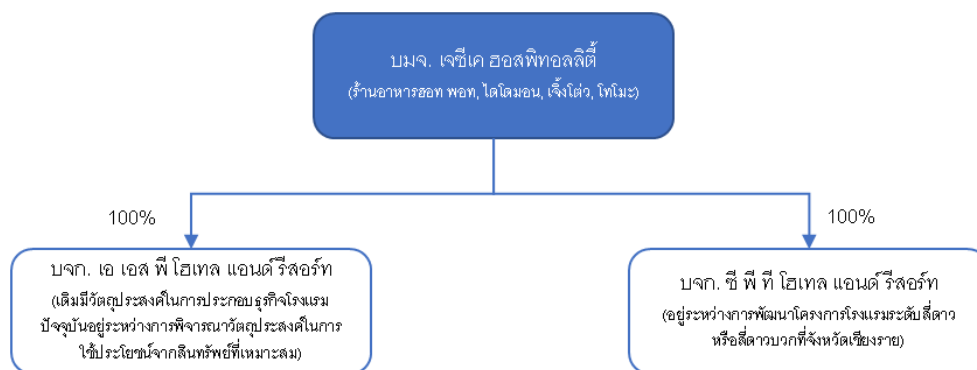 บมจ. เจซีเค ฮอสพิทอลลิตี้
(ร้านอาหารฮอท พอท, ไดโดมอน, เจิ้งโต่ว, โทโมะ)
100%
100%
บจก. เอ เอส พี โฮเทล แอนด์ รีสอร์ท
(เดิมมีวัตถุประสงค์ในการประกอบธุรกิจโรงแรม
ปัจจุบันอยู่ระหว่างการพิจารณาวัตถุประสงค์ในการ
ใช้ประโยชน์จากสินทรัพย์ที่เหมาะสม)
บจก. ซี พี ที โฮเทล แอนด์ รีสอร์ท
(อยู่ระหว่างการพัฒนาโครงการโรงแรมระดับสี่ดาว
หรือสี่ดาวบวกที่จังหวัดเชียงราย)